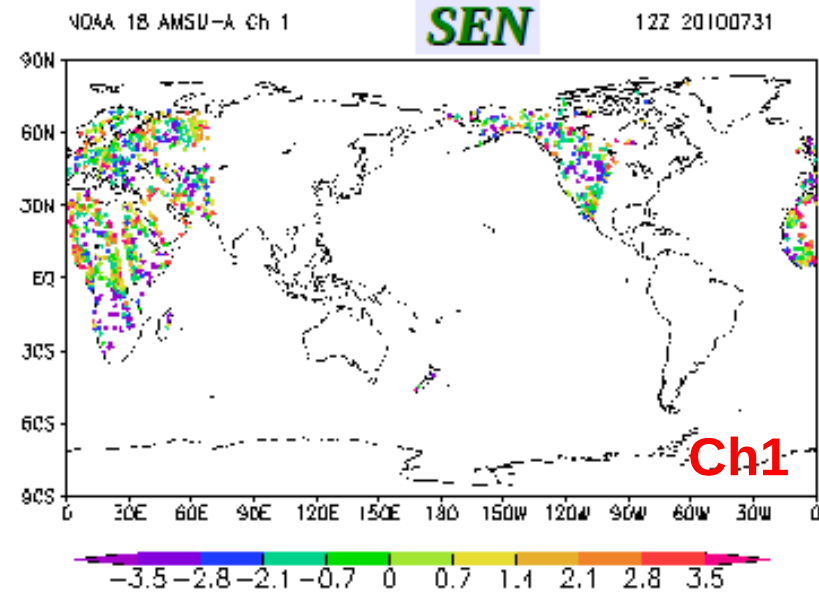 NOAA 18 AMSU-A Ch 1 SEN 12Z 20100731
90N
60N
30N
EQ
30S
60S
90S
0 30E 60E 90E 120E 150E 180 150W 120W 90W 60W 30W 0
Ch1
-3.5 -2.8 -2.1 -0.7 0 0.7 1.4 2.1 2.8 3.5